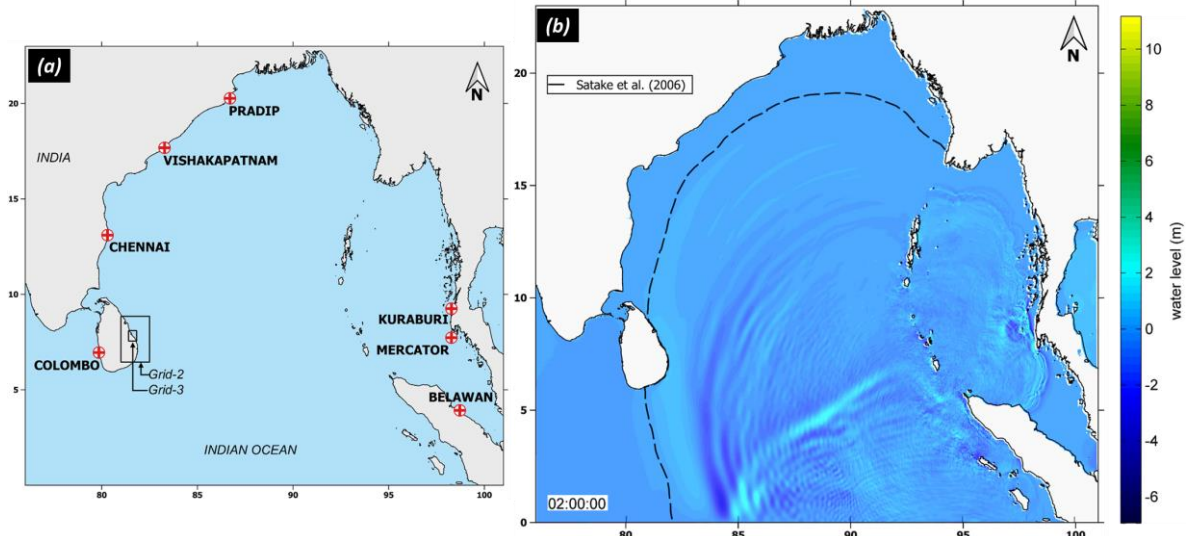 (a)
N
20
15
10
5
80
85
90
95
100
INDIA
PRADIP
VISHAKAPATNAM
CHENNAI
COLOMBO
Grid-2
Grid-3
KURABURI
MERCATOR
BELAWAN
INDIAN OCEAN
(b)
N
Satake et al. (2006)
20
15
10
5
0
80
85
90
95
100
02:00:00
10
8
6
4
2
0
-2
-4
-6
water level (m)